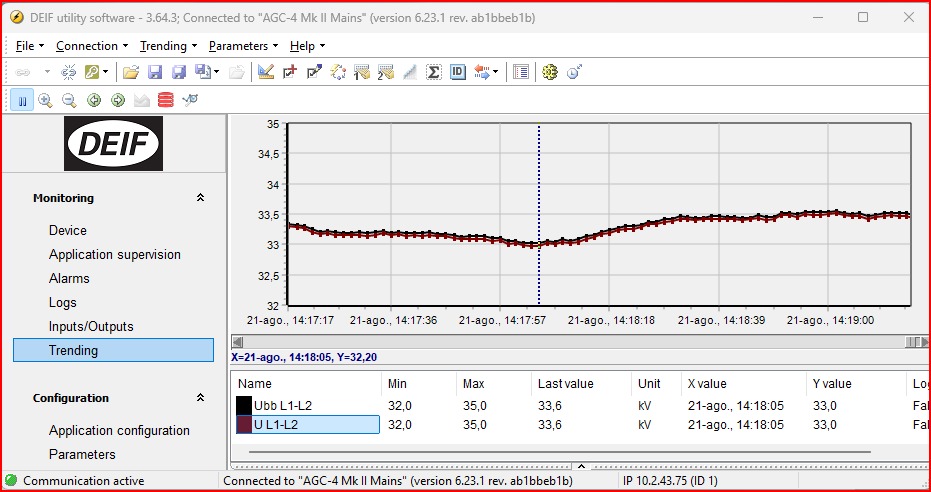 DEIF utility software - 3.64.3; Connected to "AGC-4 Mk II Mains" (version 6.23.1 rev. ab1bbeb1b)
File Connection Trending Parameters Help
1 2 Σ ID
DEIF
Monitoring
Device
Application supervision
Alarms
Logs
Inputs/Outputs
Trending
Configuration
Application configuration
Parameters
35
34,5
34
33,5
33
32,5
32
21-ago., 14:17:17 21-ago., 14:17:36 21-ago., 14:17:57 21-ago., 14:18:18 21-ago., 14:18:39 21-ago., 14:19:00
X=21-ago., 14:18:05, Y=32,20
Name Min Max Last value Unit X value Y value Log
Ubb L1-L2 32,0 35,0 33,6 kV 21-ago., 14:18:05 33,0 Fal
U L1-L2 32,0 35,0 33,6 kV 21-ago., 14:18:05 33,0 Fal
Communication active Connected to "AGC-4 Mk II Mains" (version 6.23.1 rev. ab1bbeb1b) IP 10.2.43.75 (ID 1)